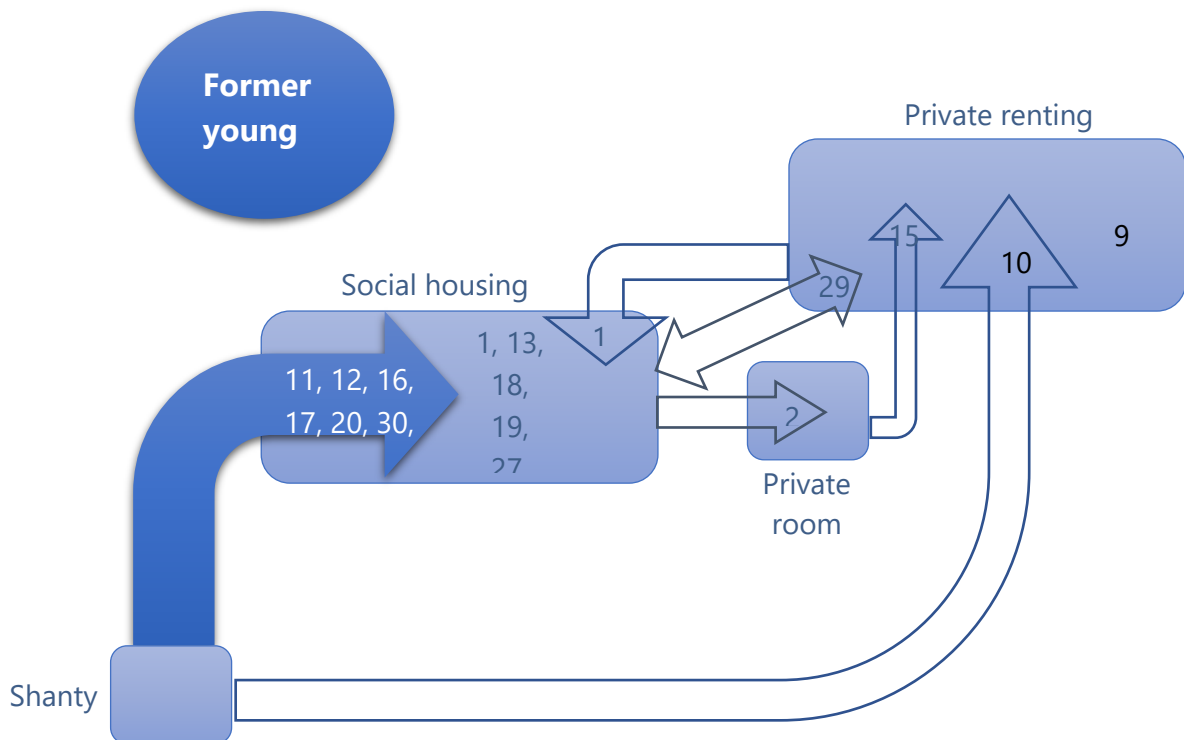 Former
young
Private renting
15
9
10
29
Social housing
1
1, 13,
18,
19,
27
11, 12, 16,
17, 20, 30,
2
Private
room
Shanty